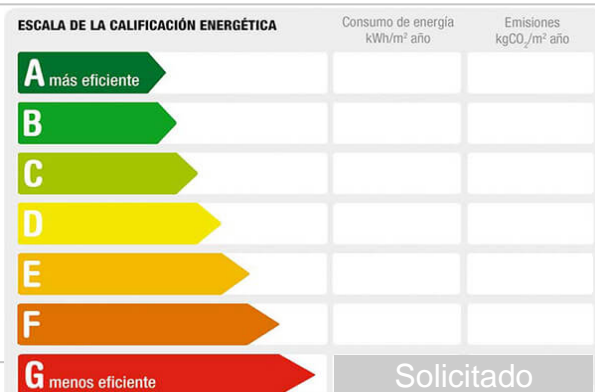 ESCALA DE LA CALIFICACIÓN ENERGÉTICA
Consumo de energía
kWh/m² año
Emisiones
kgCO₂/m² año
A más eficiente
B
C
D
E
F
G menos eficiente
Solicitado